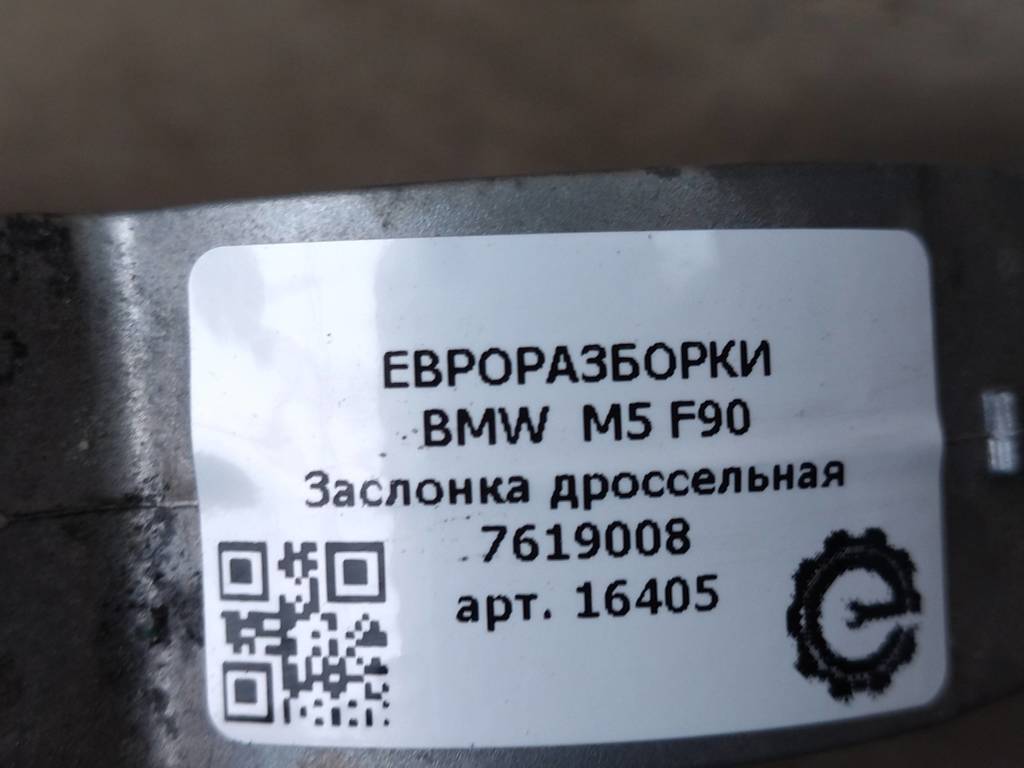 ЕВРОРАЗБОРКИ
BMW M5 F90
Заслонка дроссельная
7619008
арт. 16405